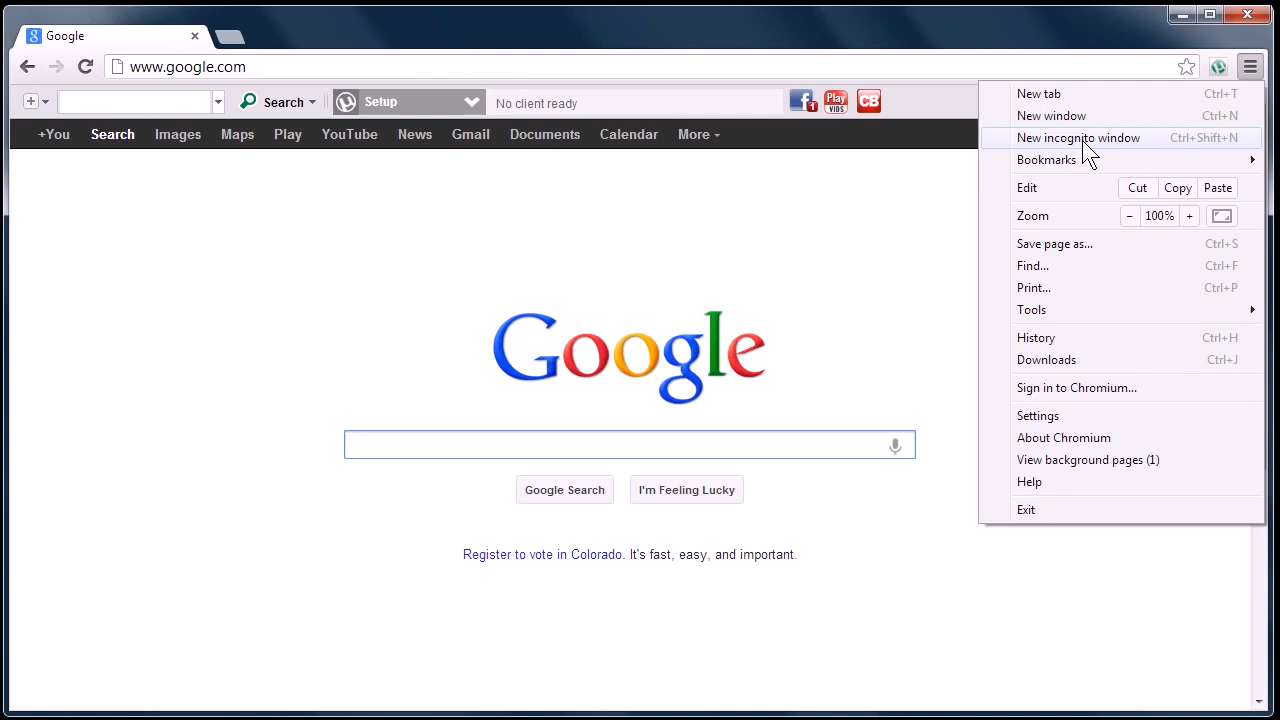 Google
www.google.com
Search
Setup
No client ready
1
Play
VIDS
CB
+You Search Images Maps Play YouTube News Gmail Documents Calendar More
New tab Ctrl+T
New window Ctrl+N
New incognito window Ctrl+Shift+N
Bookmarks
Edit Cut Copy Paste
Zoom − 100% +
Save page as... Ctrl+S
Find... Ctrl+F
Print... Ctrl+P
Tools
History Ctrl+H
Downloads Ctrl+J
Sign in to Chromium...
Settings
About Chromium
View background pages (1)
Help
Exit
Google
Google Search I'm Feeling Lucky
Register to vote in Colorado. It's fast, easy, and important.